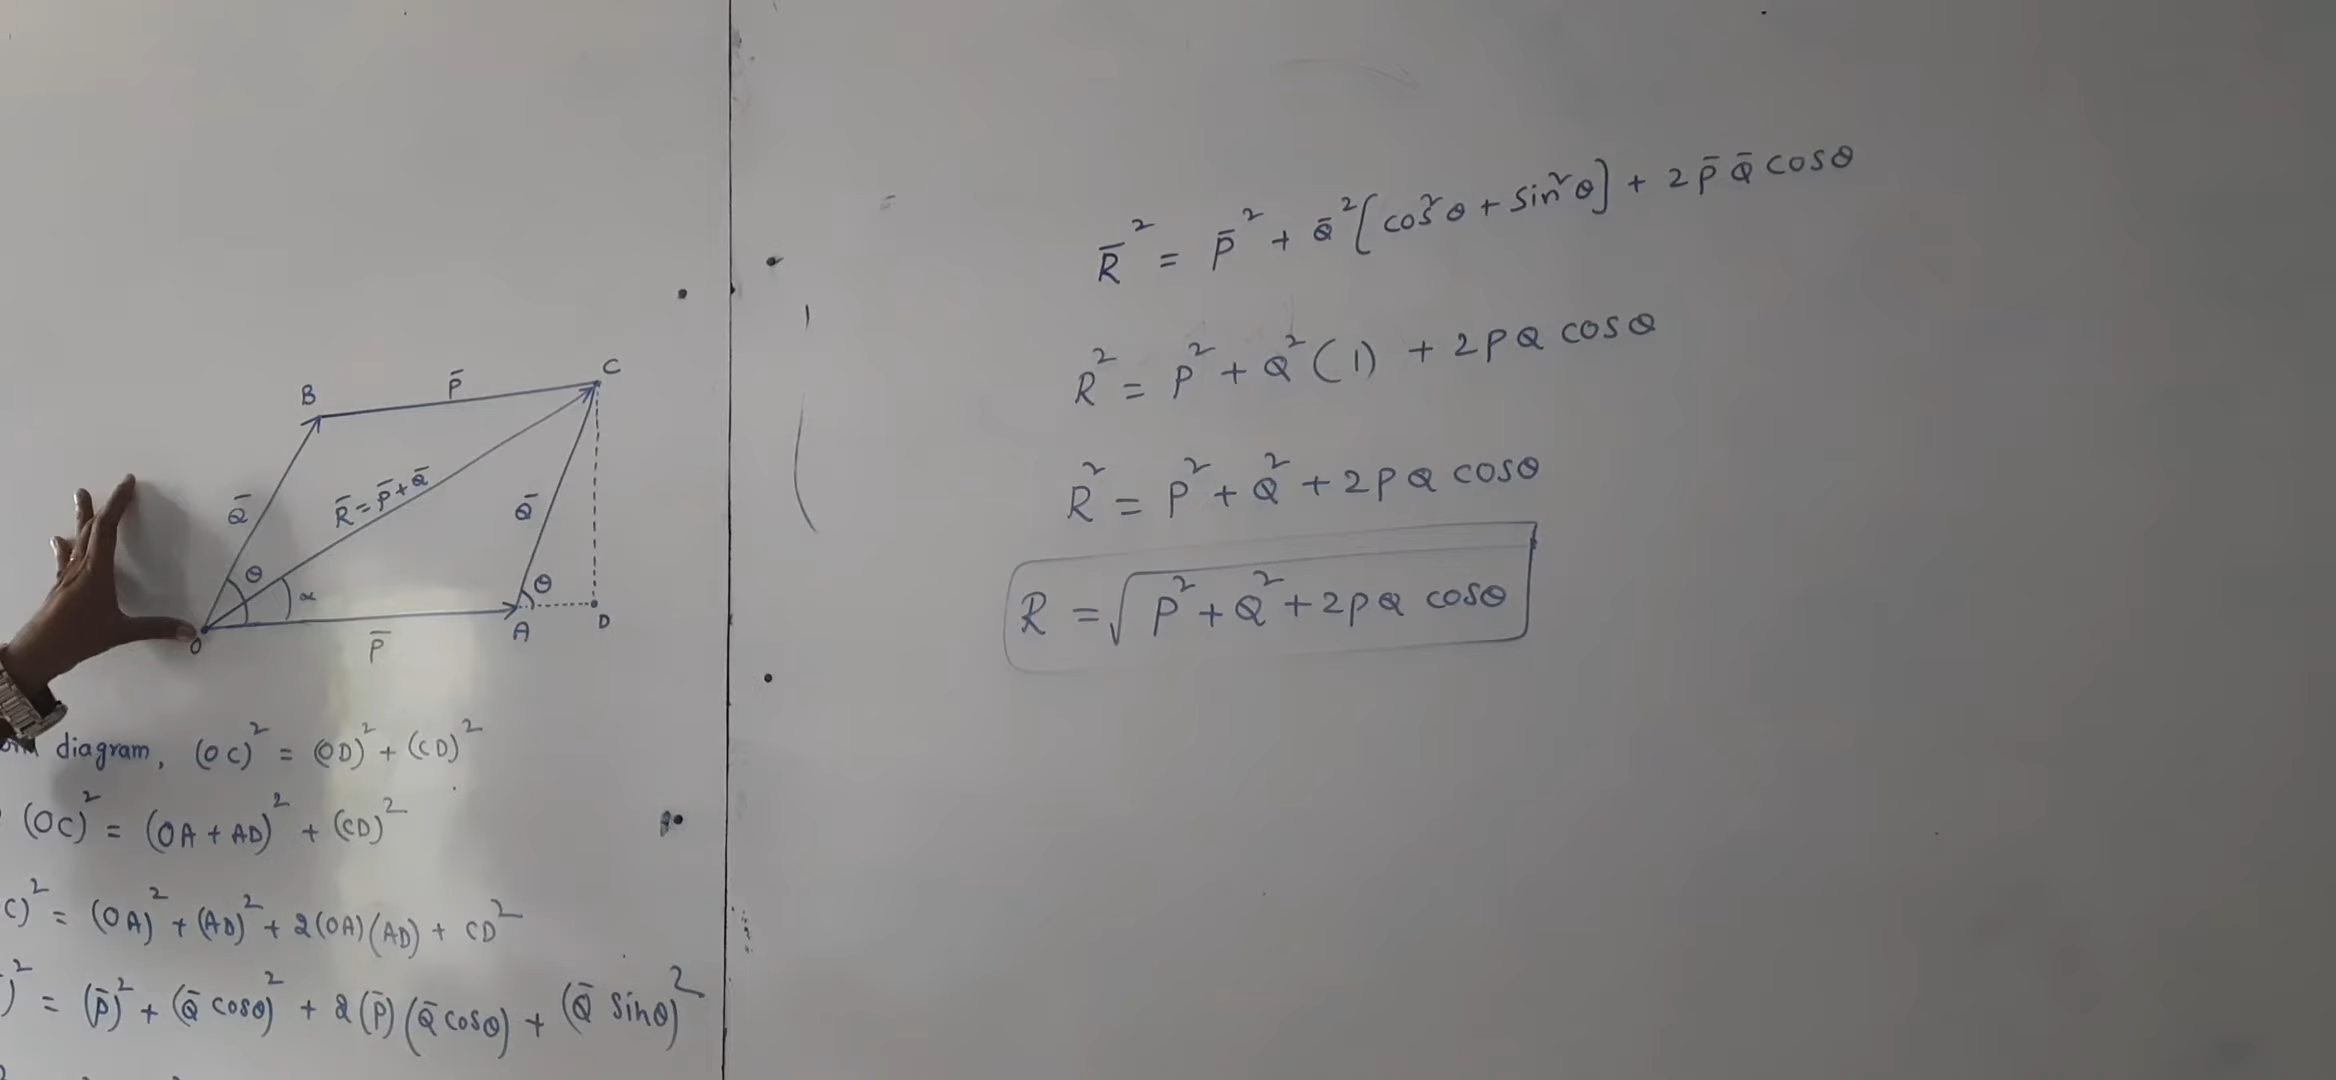 B
P̄
C
Q̄
R̄ = P̄ + Q̄
Q̄
θ
α
θ
O
P̄
A
D
diagram, (OC)² = (OD)² + (CD)²
(OC)² = (OA + AD)² + (CD)²
C)² = (OA)² + (AD)² + 2(OA)(AD) + CD²
)² = (P̄)² + (Q̄ cosθ)² + 2(P̄)(Q̄ cosθ) + (Q̄ sinθ)²
R̄² = P̄² + Q̄² [cos²θ + sin²θ] + 2P̄ Q̄ cosθ
R² = P² + Q² (1) + 2PQ cosθ
R² = P² + Q² + 2PQ cosθ
R = √P² + Q² + 2PQ cosθ